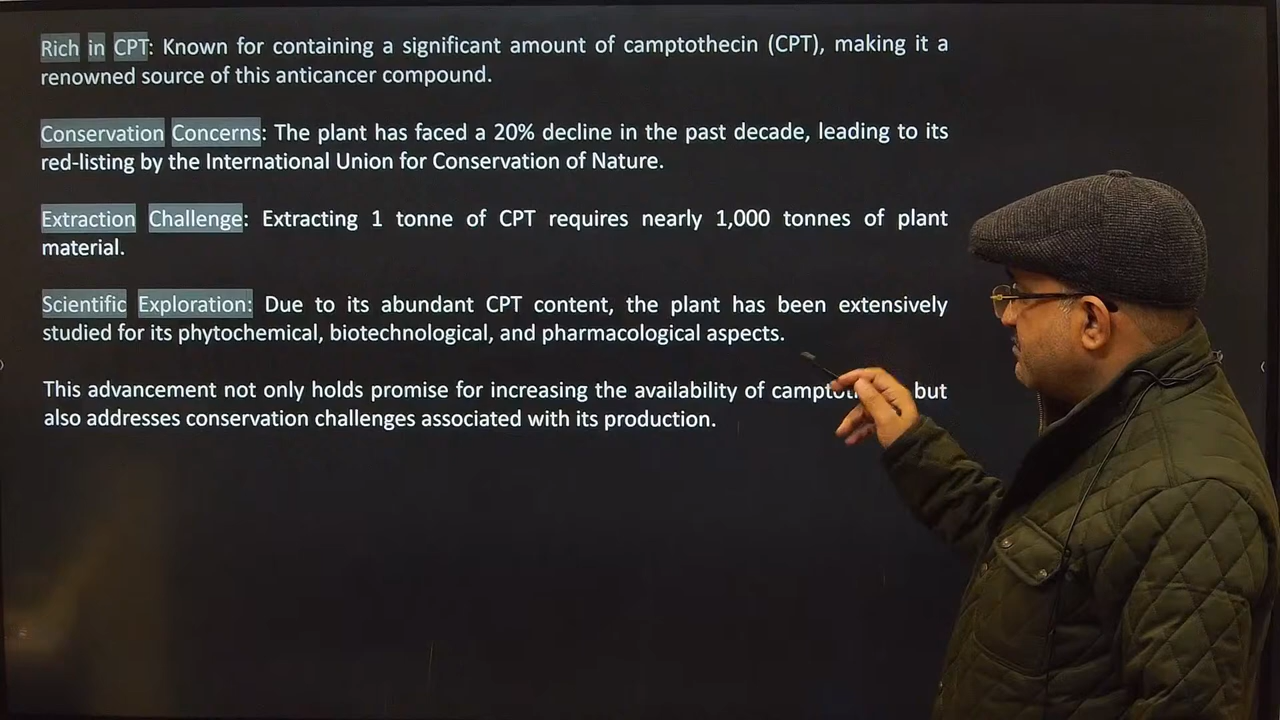 Rich in CPT: Known for containing a significant amount of camptothecin (CPT), making it a
renowned source of this anticancer compound.
Conservation Concerns: The plant has faced a 20% decline in the past decade, leading to its
red-listing by the International Union for Conservation of Nature.
Extraction Challenge: Extracting 1 tonne of CPT requires nearly 1,000 tonnes of plant
material.
Scientific Exploration: Due to its abundant CPT content, the plant has been extensively
studied for its phytochemical, biotechnological, and pharmacological aspects.
This advancement not only holds promise for increasing the availability of but
also addresses conservation challenges associated with its production.